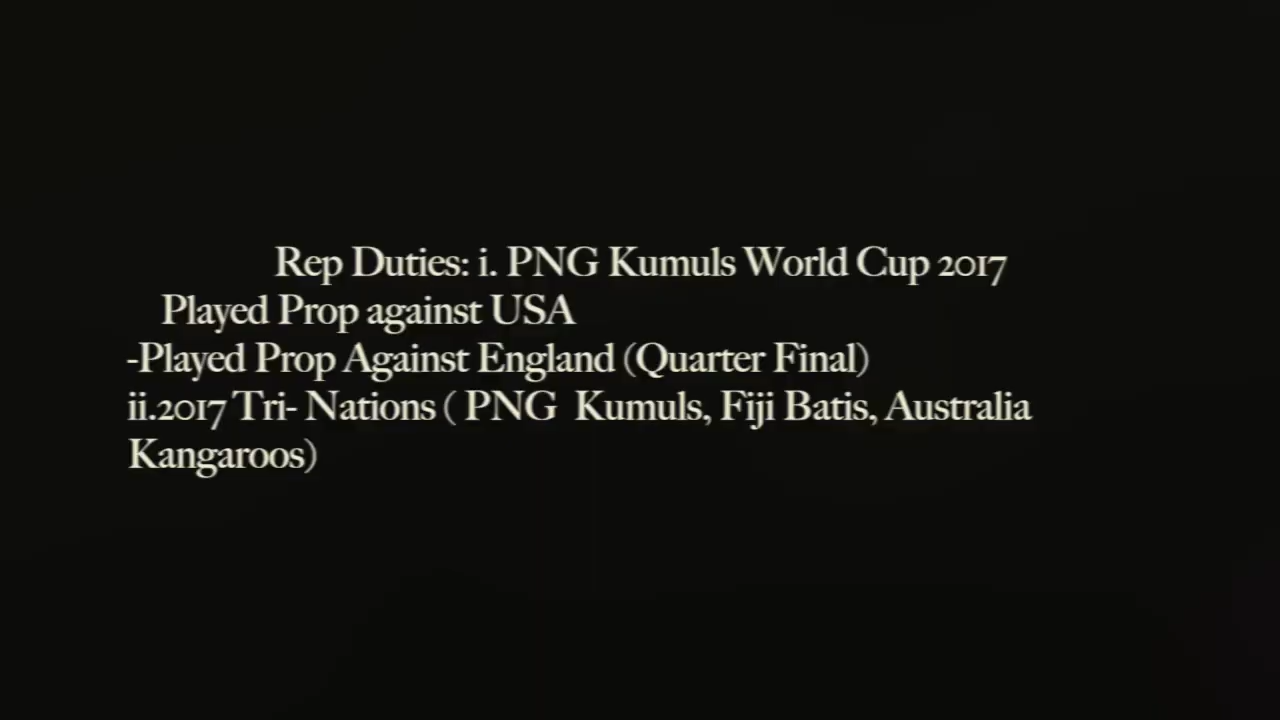 Rep Duties: i. PNG Kumuls World Cup 2017
Played Prop against USA
-Played Prop Against England (Quarter Final)
ii.2017 Tri- Nations ( PNG  Kumuls, Fiji Batis, Australia
Kangaroos)